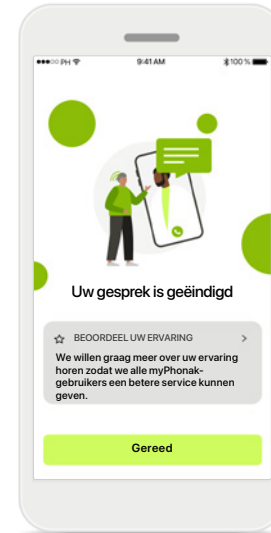 PH 9:41 AM 100 %
Uw gesprek is geëindigd
BEOORDEEL UW ERVARING
We willen graag meer over uw ervaring
horen zodat we alle myPhonak-
gebruikers een betere service kunnen
geven.
Gereed